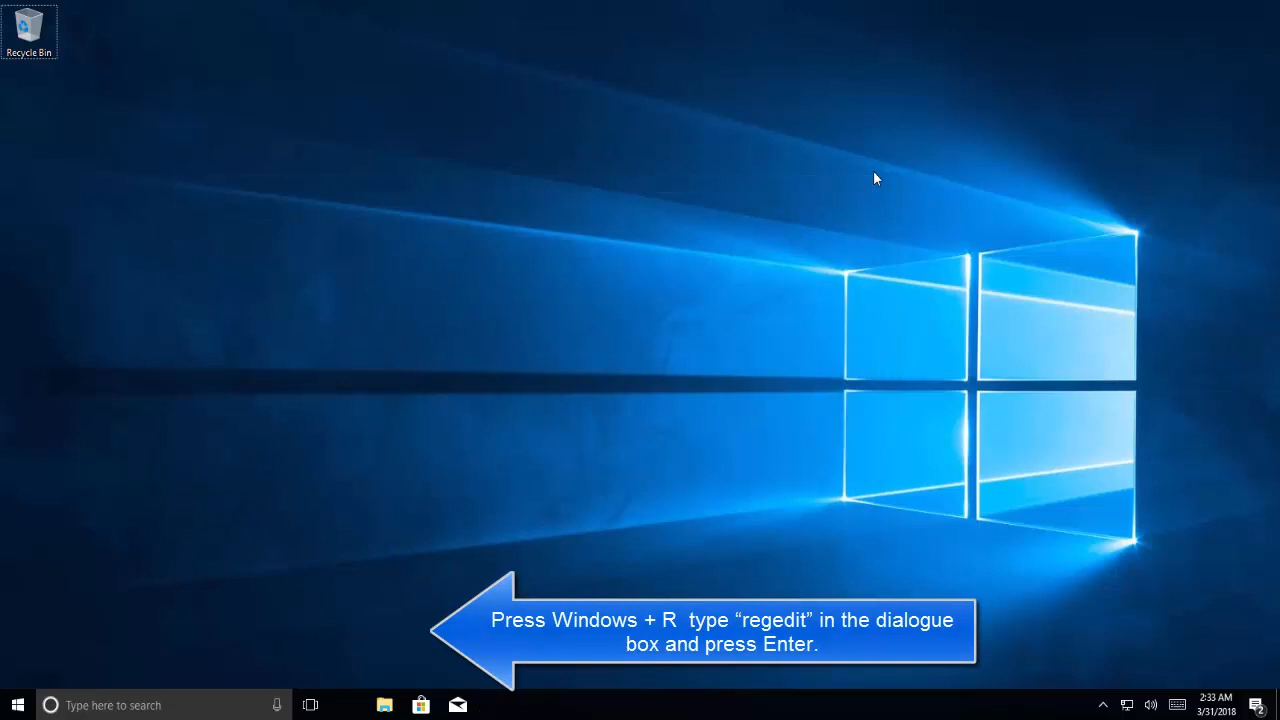 Recycle Bin
Press Windows + R  type “regedit” in the dialogue
box and press Enter.
Type here to search
2:33 AM
3/31/2018
2